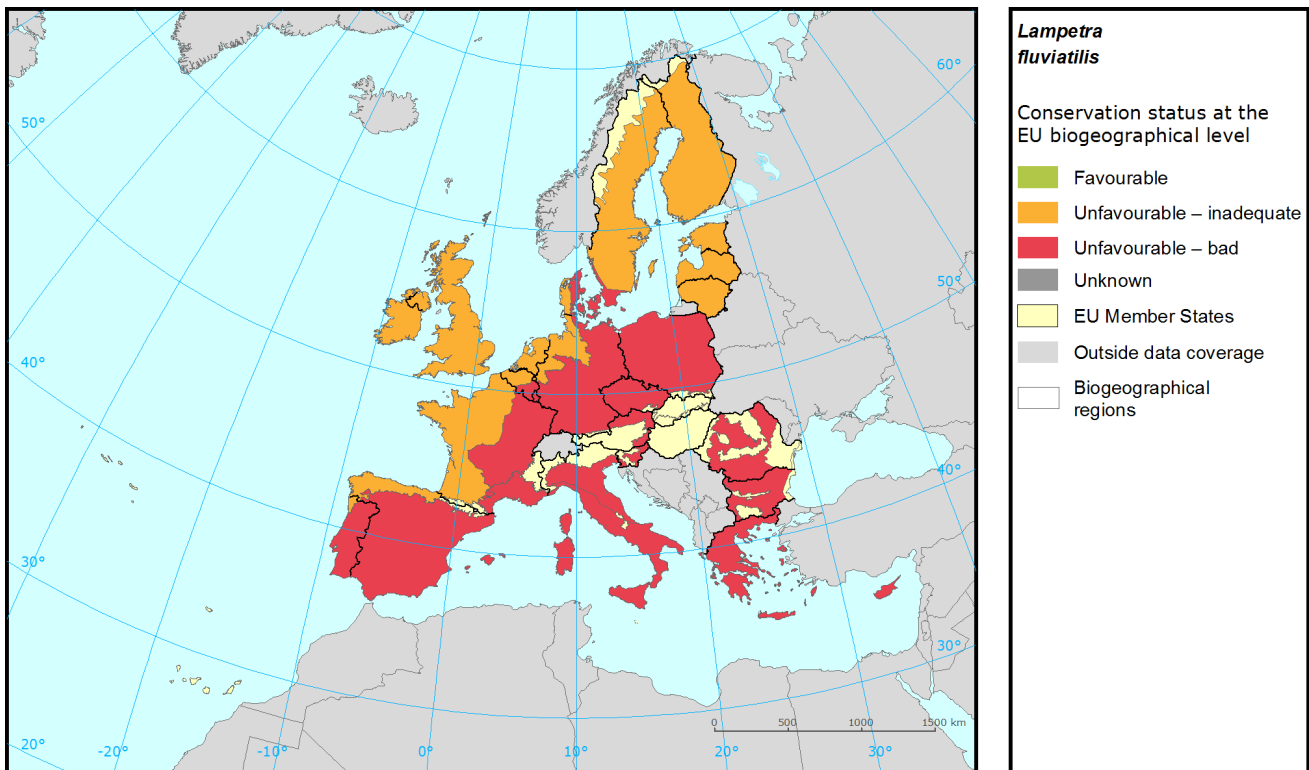 60°
50°
50°
40°
40°
30°
30°
20°
-20°
-10°
0°
10°
20°
30°
0 500 1000 1500 km
Lampetra
fluviatilis
Conservation status at the
EU biogeographical level
Favourable
Unfavourable – inadequate
Unfavourable – bad
Unknown
EU Member States
Outside data coverage
Biogeographical
regions